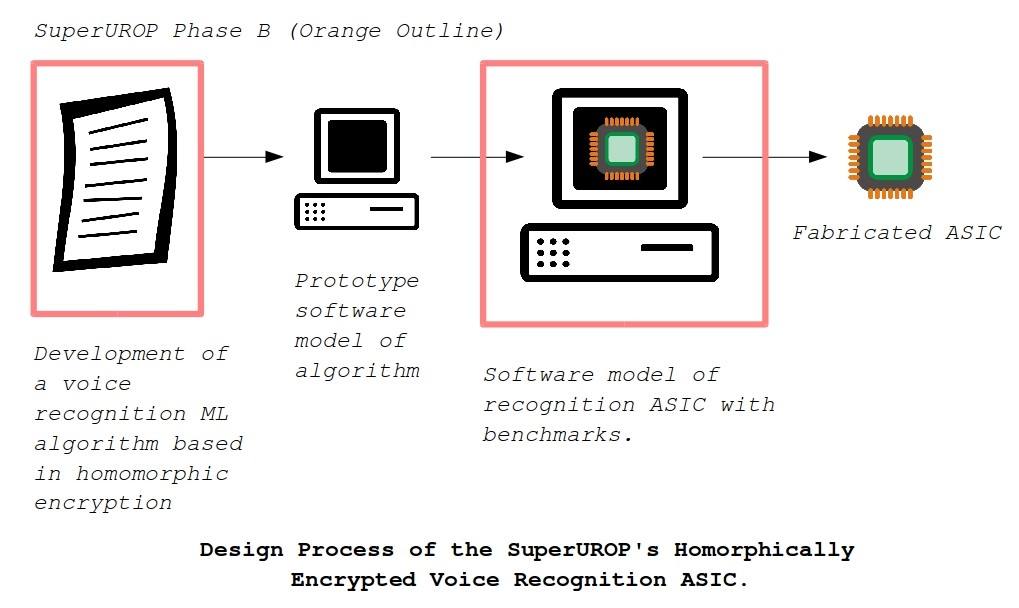 SuperUROP Phase B (Orange Outline)
Fabricated ASIC
Prototype
software
model of
algorithm
Development of
a voice
recognition ML
algorithm based
in homomorphic
encryption
Software model of
recognition ASIC with
benchmarks.
Design Process of the SuperUROP's Homorphically
Encrypted Voice Recognition ASIC.